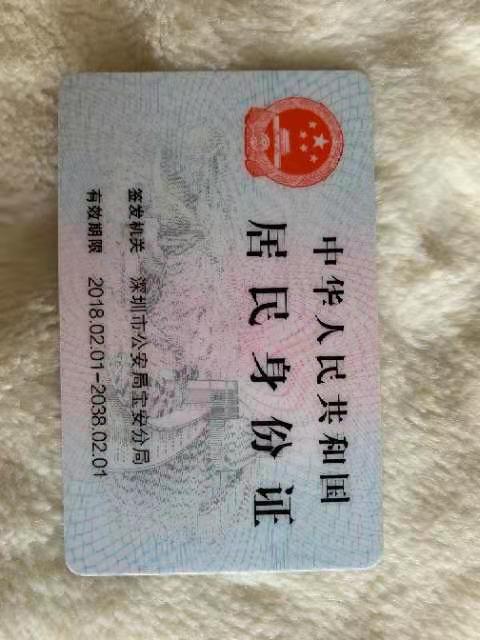 中华人民共和国
居民身份证
签发机关 深圳市公安局宝安分局
有效期限 2018.02.01-2038.02.01